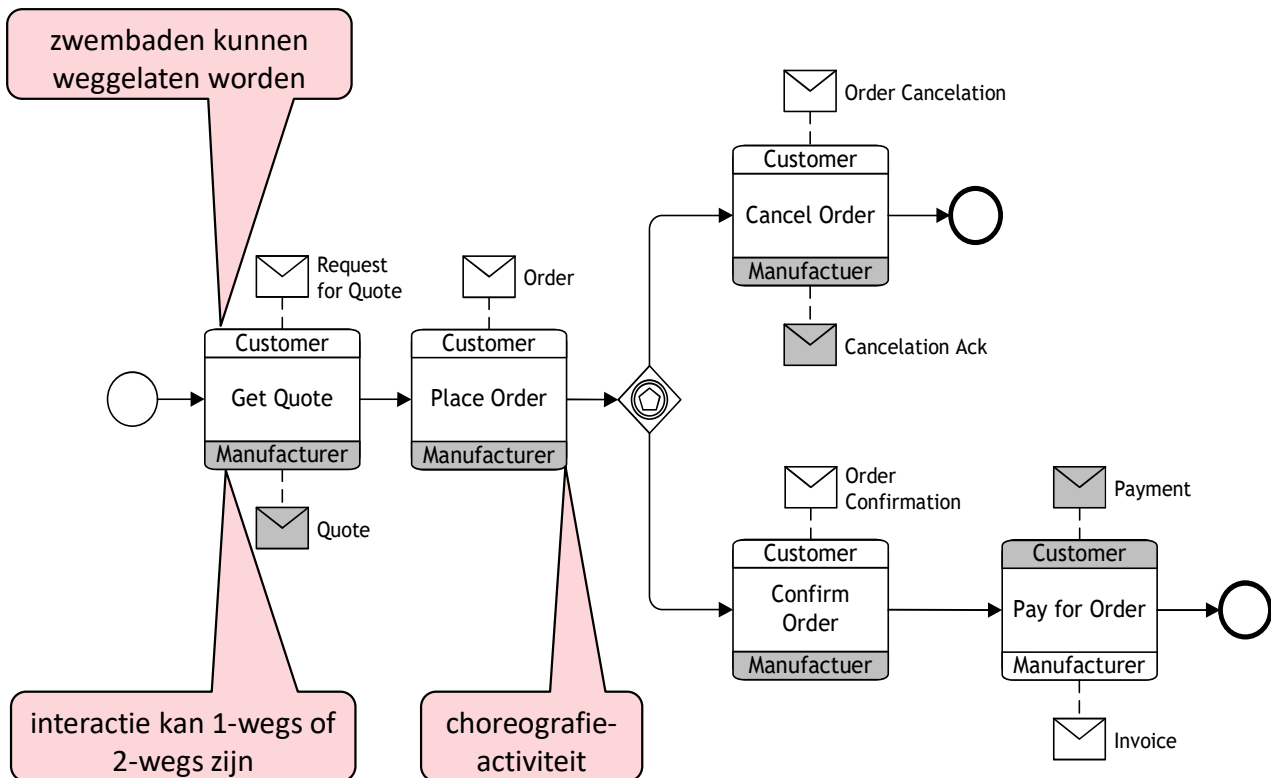 zwembaden kunnen
weggelaten worden
Order Cancelation
Customer
Cancel Order
Manufactuer
Cancelation Ack
Request
for Quote
Customer
Get Quote
Manufacturer
Quote
Order
Customer
Place Order
Manufacturer
Order
Confirmation
Customer
Confirm
Order
Manufactuer
Payment
Customer
Pay for Order
Manufacturer
Invoice
interactie kan 1-wegs of
2-wegs zijn
choreografie-
activiteit